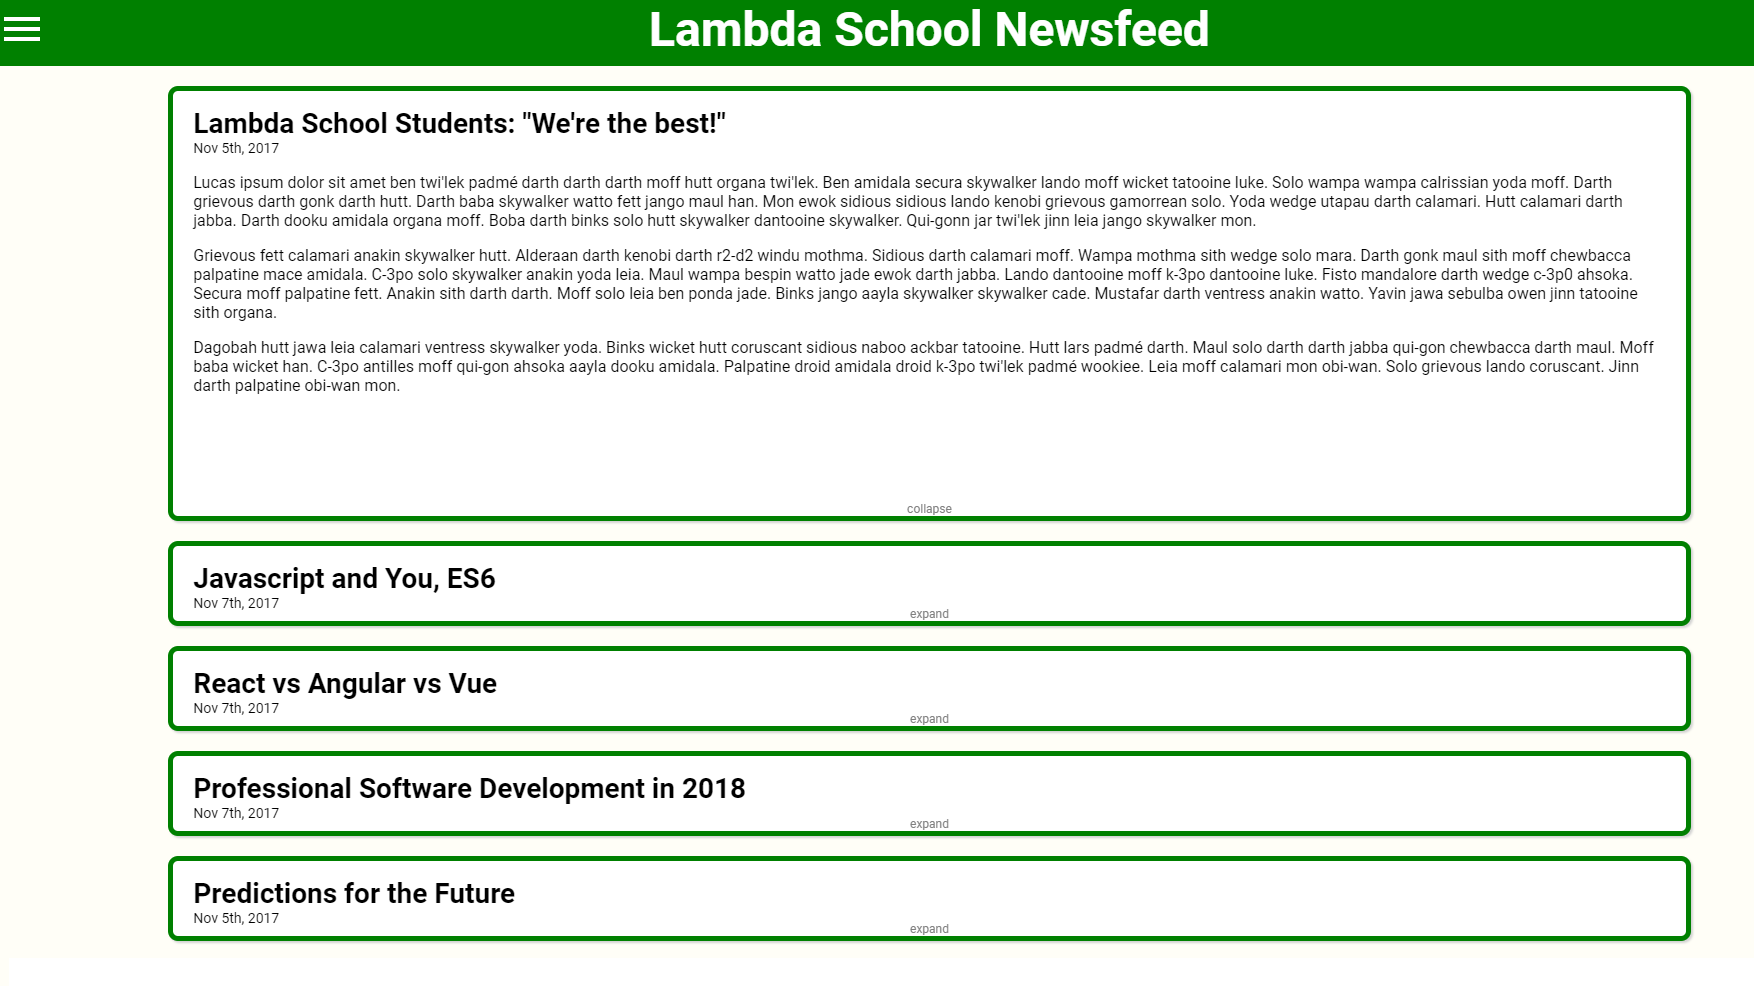 Lambda School Newsfeed
Lambda School Students: "We're the best!"
Nov 5th, 2017
Lucas ipsum dolor sit amet ben twi'lek padmé darth darth darth moff hutt organa twi'lek. Ben amidala secura skywalker lando moff wicket tatooine luke. Solo wampa wampa calrissian yoda moff. Darth
grievous darth gonk darth hutt. Darth baba skywalker watto fett jango maul han. Mon ewok sidious sidious lando kenobi grievous gamorrean solo. Yoda wedge utapau darth calamari. Hutt calamari darth
jabba. Darth dooku amidala organa moff. Boba darth binks solo hutt skywalker dantooine skywalker. Qui-gonn jar twi'lek jinn leia jango skywalker mon.
Grievous fett calamari anakin skywalker hutt. Alderaan darth kenobi darth r2-d2 windu mothma. Sidious darth calamari moff. Wampa mothma sith wedge solo mara. Darth gonk maul sith moff chewbacca
palpatine mace amidala. C-3po solo skywalker anakin yoda leia. Maul wampa bespin watto jade ewok darth jabba. Lando dantooine moff k-3po dantooine luke. Fisto mandalore darth wedge c-3p0 ahsoka.
Secura moff palpatine fett. Anakin sith darth darth. Moff solo leia ben ponda jade. Binks jango aayla skywalker skywalker cade. Mustafar darth ventress anakin watto. Yavin jawa sebulba owen jinn tatooine
sith organa.
Dagobah hutt jawa leia calamari ventress skywalker yoda. Binks wicket hutt coruscant sidious naboo ackbar tatooine. Hutt lars padmé darth. Maul solo darth darth jabba qui-gon chewbacca darth maul. Moff
baba wicket han. C-3po antilles moff qui-gon ahsoka aayla dooku amidala. Palpatine droid amidala droid k-3po twi'lek padmé wookiee. Leia moff calamari mon obi-wan. Solo grievous lando coruscant. Jinn
darth palpatine obi-wan mon.
collapse
Javascript and You, ES6
Nov 7th, 2017
expand
React vs Angular vs Vue
Nov 7th, 2017
expand
Professional Software Development in 2018
Nov 7th, 2017
expand
Predictions for the Future
Nov 5th, 2017
expand